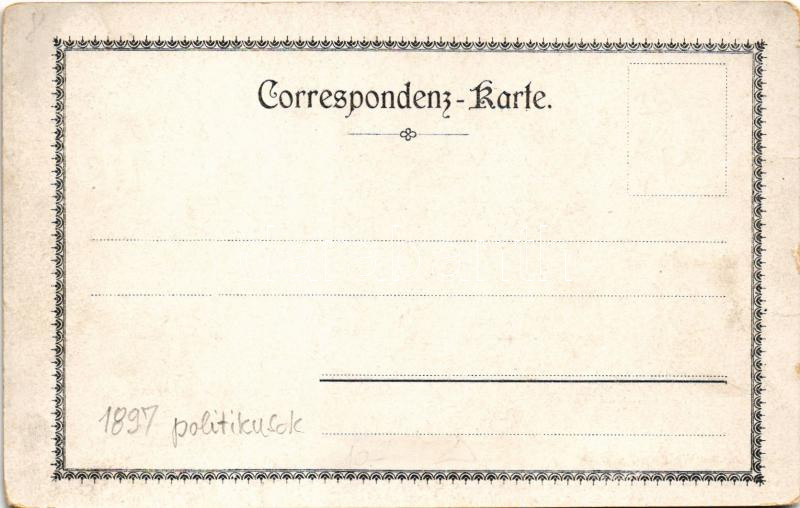 Correspondenz-Karte.
1897 politikusok